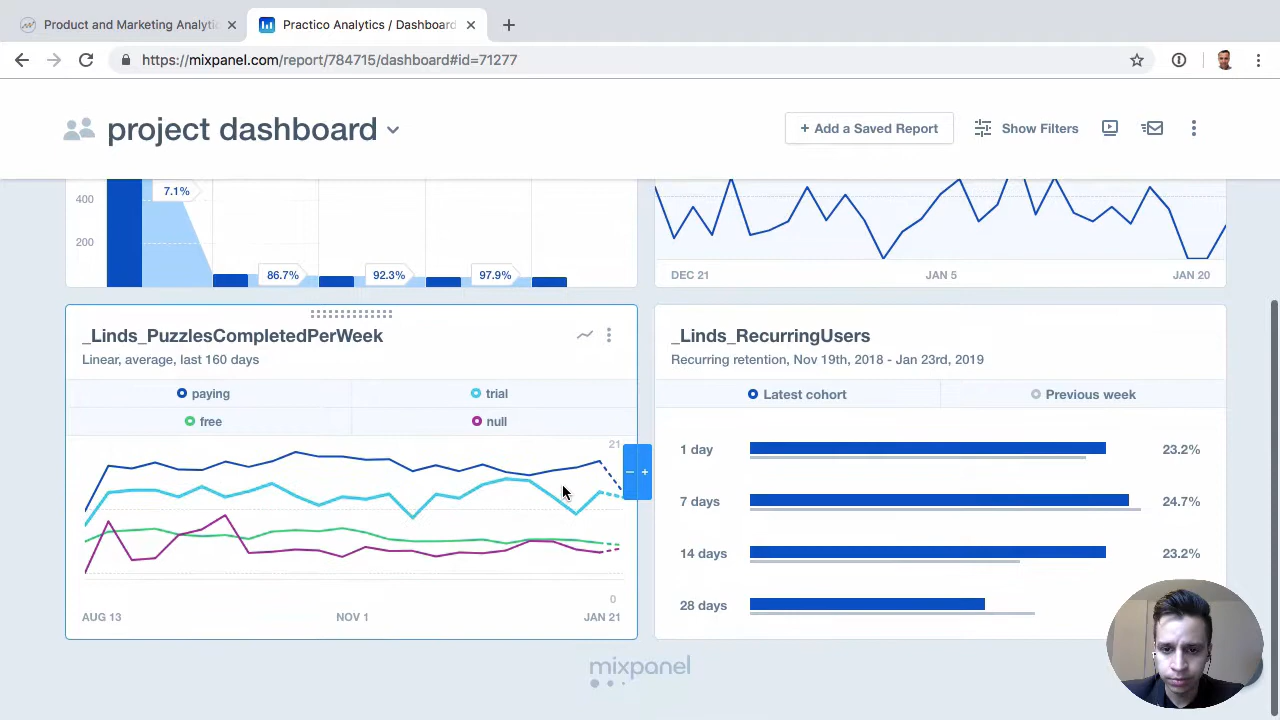 Product and Marketing Analytic
Practico Analytics / Dashboard
https://mixpanel.com/report/784715/dashboard#id=71277
project dashboard
+ Add a Saved Report
Show Filters
400
200
7.1%
86.7%
92.3%
97.9%
DEC 21
JAN 5
JAN 20
_Linds_PuzzlesCompletedPerWeek
Linear, average, last 160 days
paying
trial
free
null
21
0
AUG 13
NOV 1
JAN 21
_Linds_RecurringUsers
Recurring retention, Nov 19th, 2018 - Jan 23rd, 2019
Latest cohort
Previous week
1 day
23.2%
7 days
24.7%
14 days
23.2%
28 days
mixpanel